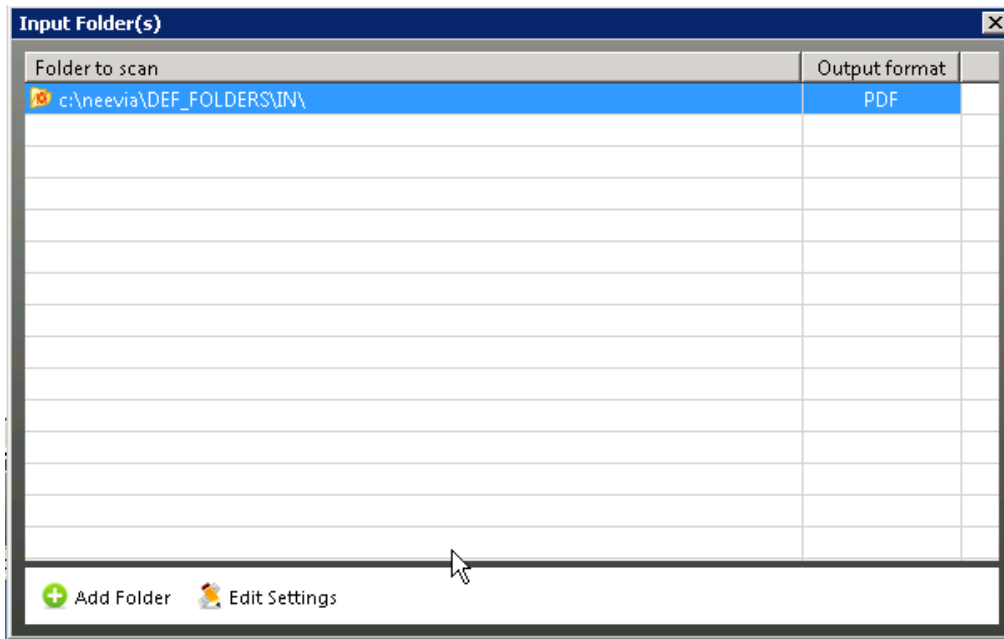 Input Folder(s)
Folder to scan Output format
c:\neevia\DEF_FOLDERS\IN\ PDF
Add Folder Edit Settings